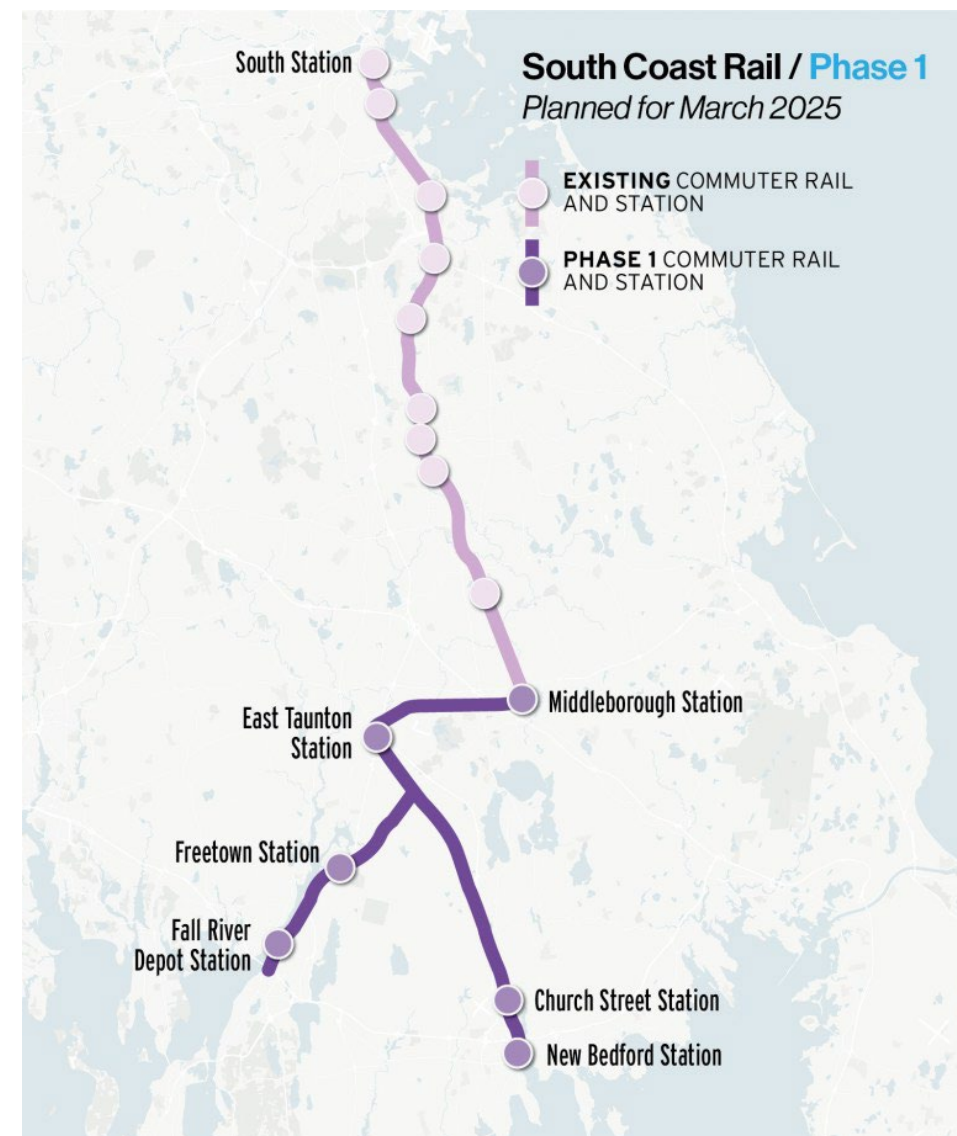 South Station
South Coast Rail / Phase 1
Planned for March 2025
EXISTING COMMUTER RAIL
AND STATION
PHASE 1 COMMUTER RAIL
AND STATION
Middleborough Station
East Taunton
Station
Freetown Station
Fall River
Depot Station
Church Street Station
New Bedford Station